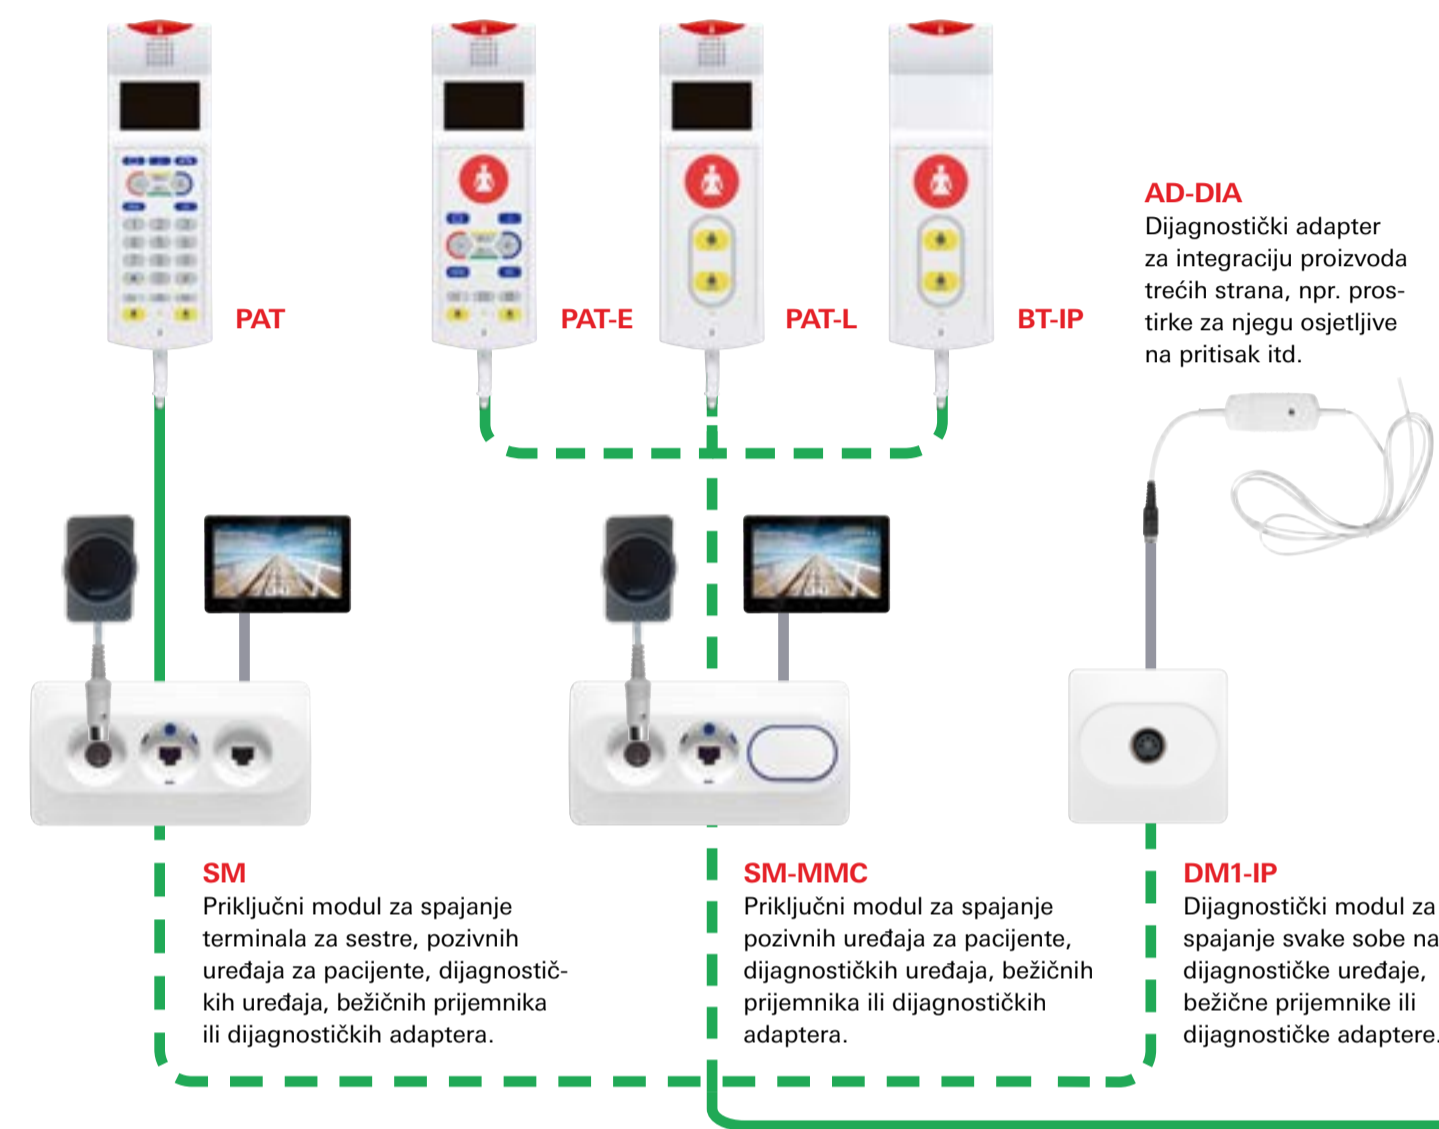 PAT
PAT-E
PAT-L
BT-IP
AD-DIA
Dijagnostički adapter
za integraciju proizvoda
trećih strana, npr. pros-
tirke za njegu osjetljive
na pritisak itd.
SM
Priključni modul za spajanje
terminala za sestre, pozivnih
uređaja za pacijente, dijagnostič-
kih uređaja, bežičnih prijemnika
ili dijagnostičkih adaptera.
SM-MMC
Priključni modul za spajanje
pozivnih uređaja za pacijente,
dijagnostičkih uređaja, bežičnih
prijemnika ili dijagnostičkih
adaptera.
DM1-IP
Dijagnostički modul za
spajanje svake sobe na
dijagnostičke uređaje,
bežične prijemnike ili
dijagnostičke adaptere.